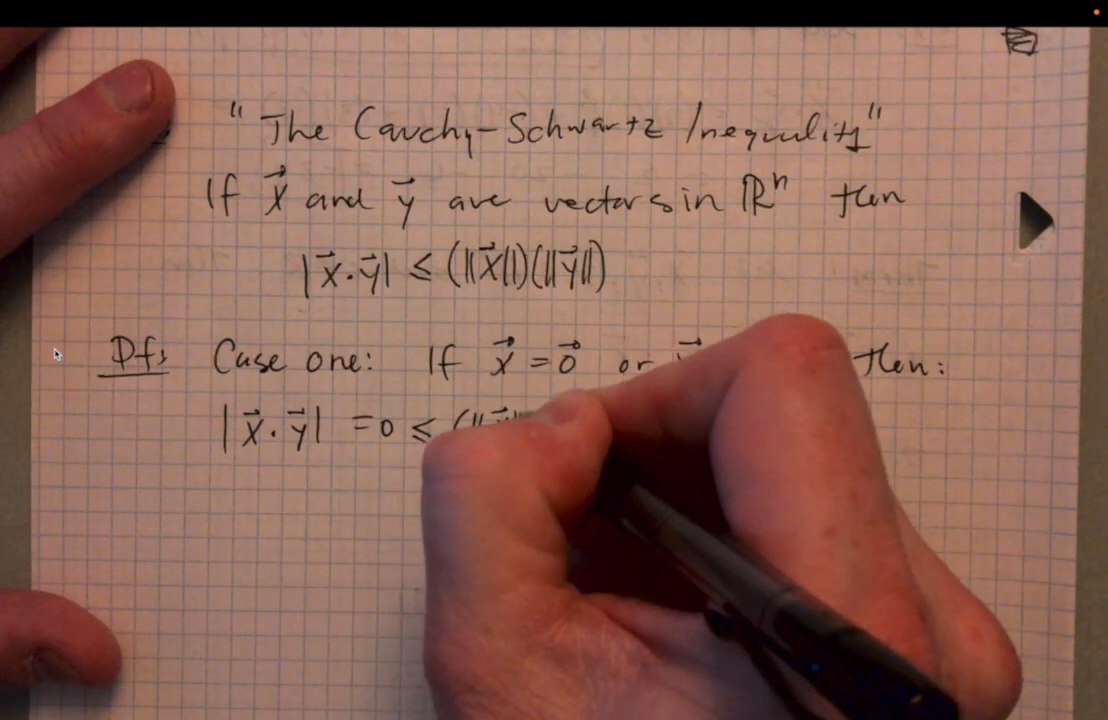 "The Cauchy-Schwartz Inequality"
If x⃗ and y⃗ are vectors in ℝⁿ then
|x⃗·y⃗| ≤ (||x⃗||)(||y⃗||)
Pf: Case one: If x⃗ = 0⃗ or then:
|x⃗·y⃗| = 0 ≤ (||x⃗||